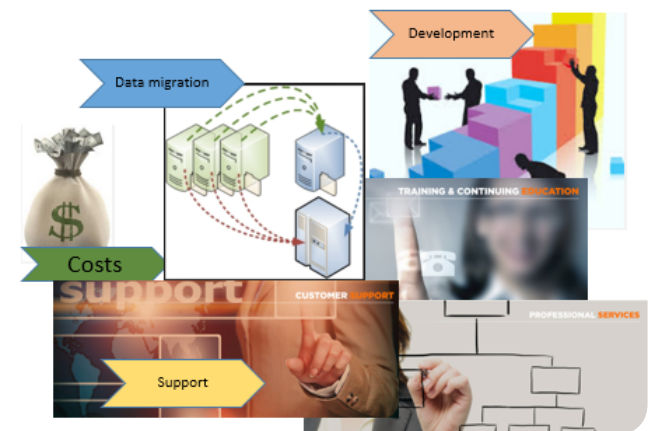 Development
Data migration
$
TRAINING & CONTINUING EDUCATION
Costs
support
CUSTOMER SUPPORT
PROFESSIONAL SERVICES
Support